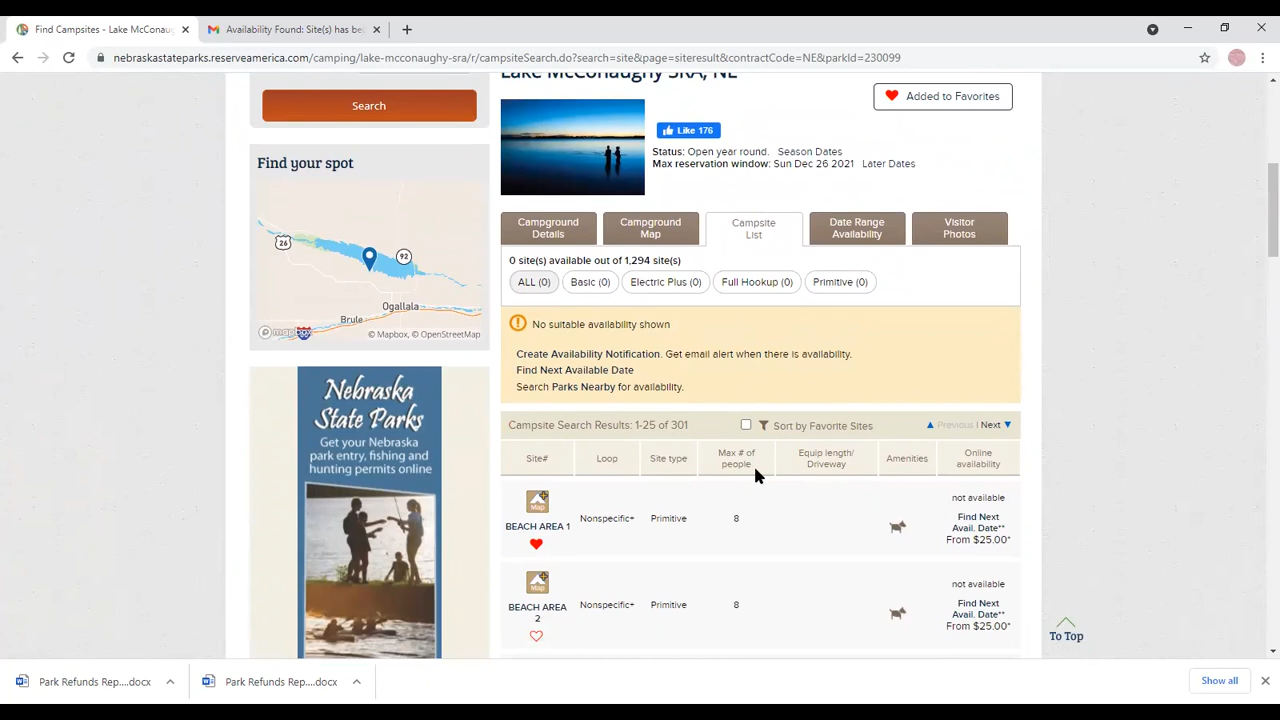 Find Campsites - Lake McConaug
Availability Found: Site(s) has be
nebraskastateparks.reserveamerica.com/camping/lake-mcconaughy-sra/r/campsiteSearch.do?search=site&page=siteresult&contractCode=NE&parkId=230099
Search
Find your spot
26
92
Ogallala
Brule
mapbox
© Mapbox, © OpenStreetMap
Nebraska
State Parks
Get your Nebraska
park entry, fishing and
hunting permits online
Lake McConaughy SRA, NE
Added to Favorites
Like 176
Status: Open year round. Season Dates
Max reservation window: Sun Dec 26 2021 Later Dates
Campground
Details
Campground
Map
Campsite
List
Date Range
Availability
Visitor
Photos
0 site(s) available out of 1,294 site(s)
ALL (0)
Basic (0)
Electric Plus (0)
Full Hookup (0)
Primitive (0)
No suitable availability shown
Create Availability Notification. Get email alert when there is availability.
Find Next Available Date
Search Parks Nearby for availability.
Campsite Search Results: 1-25 of 301
Sort by Favorite Sites
Previous | Next
Site#
Loop
Site type
Max # of
people
Equip length/
Driveway
Amenities
Online
availability
Map
BEACH AREA 1
Nonspecific+
Primitive
8
not available
Find Next
Avail. Date**
From $25.00*
Map
BEACH AREA
2
Nonspecific+
Primitive
8
not available
Find Next
Avail. Date**
From $25.00*
To Top
Park Refunds Rep....docx
Park Refunds Rep....docx
Show all